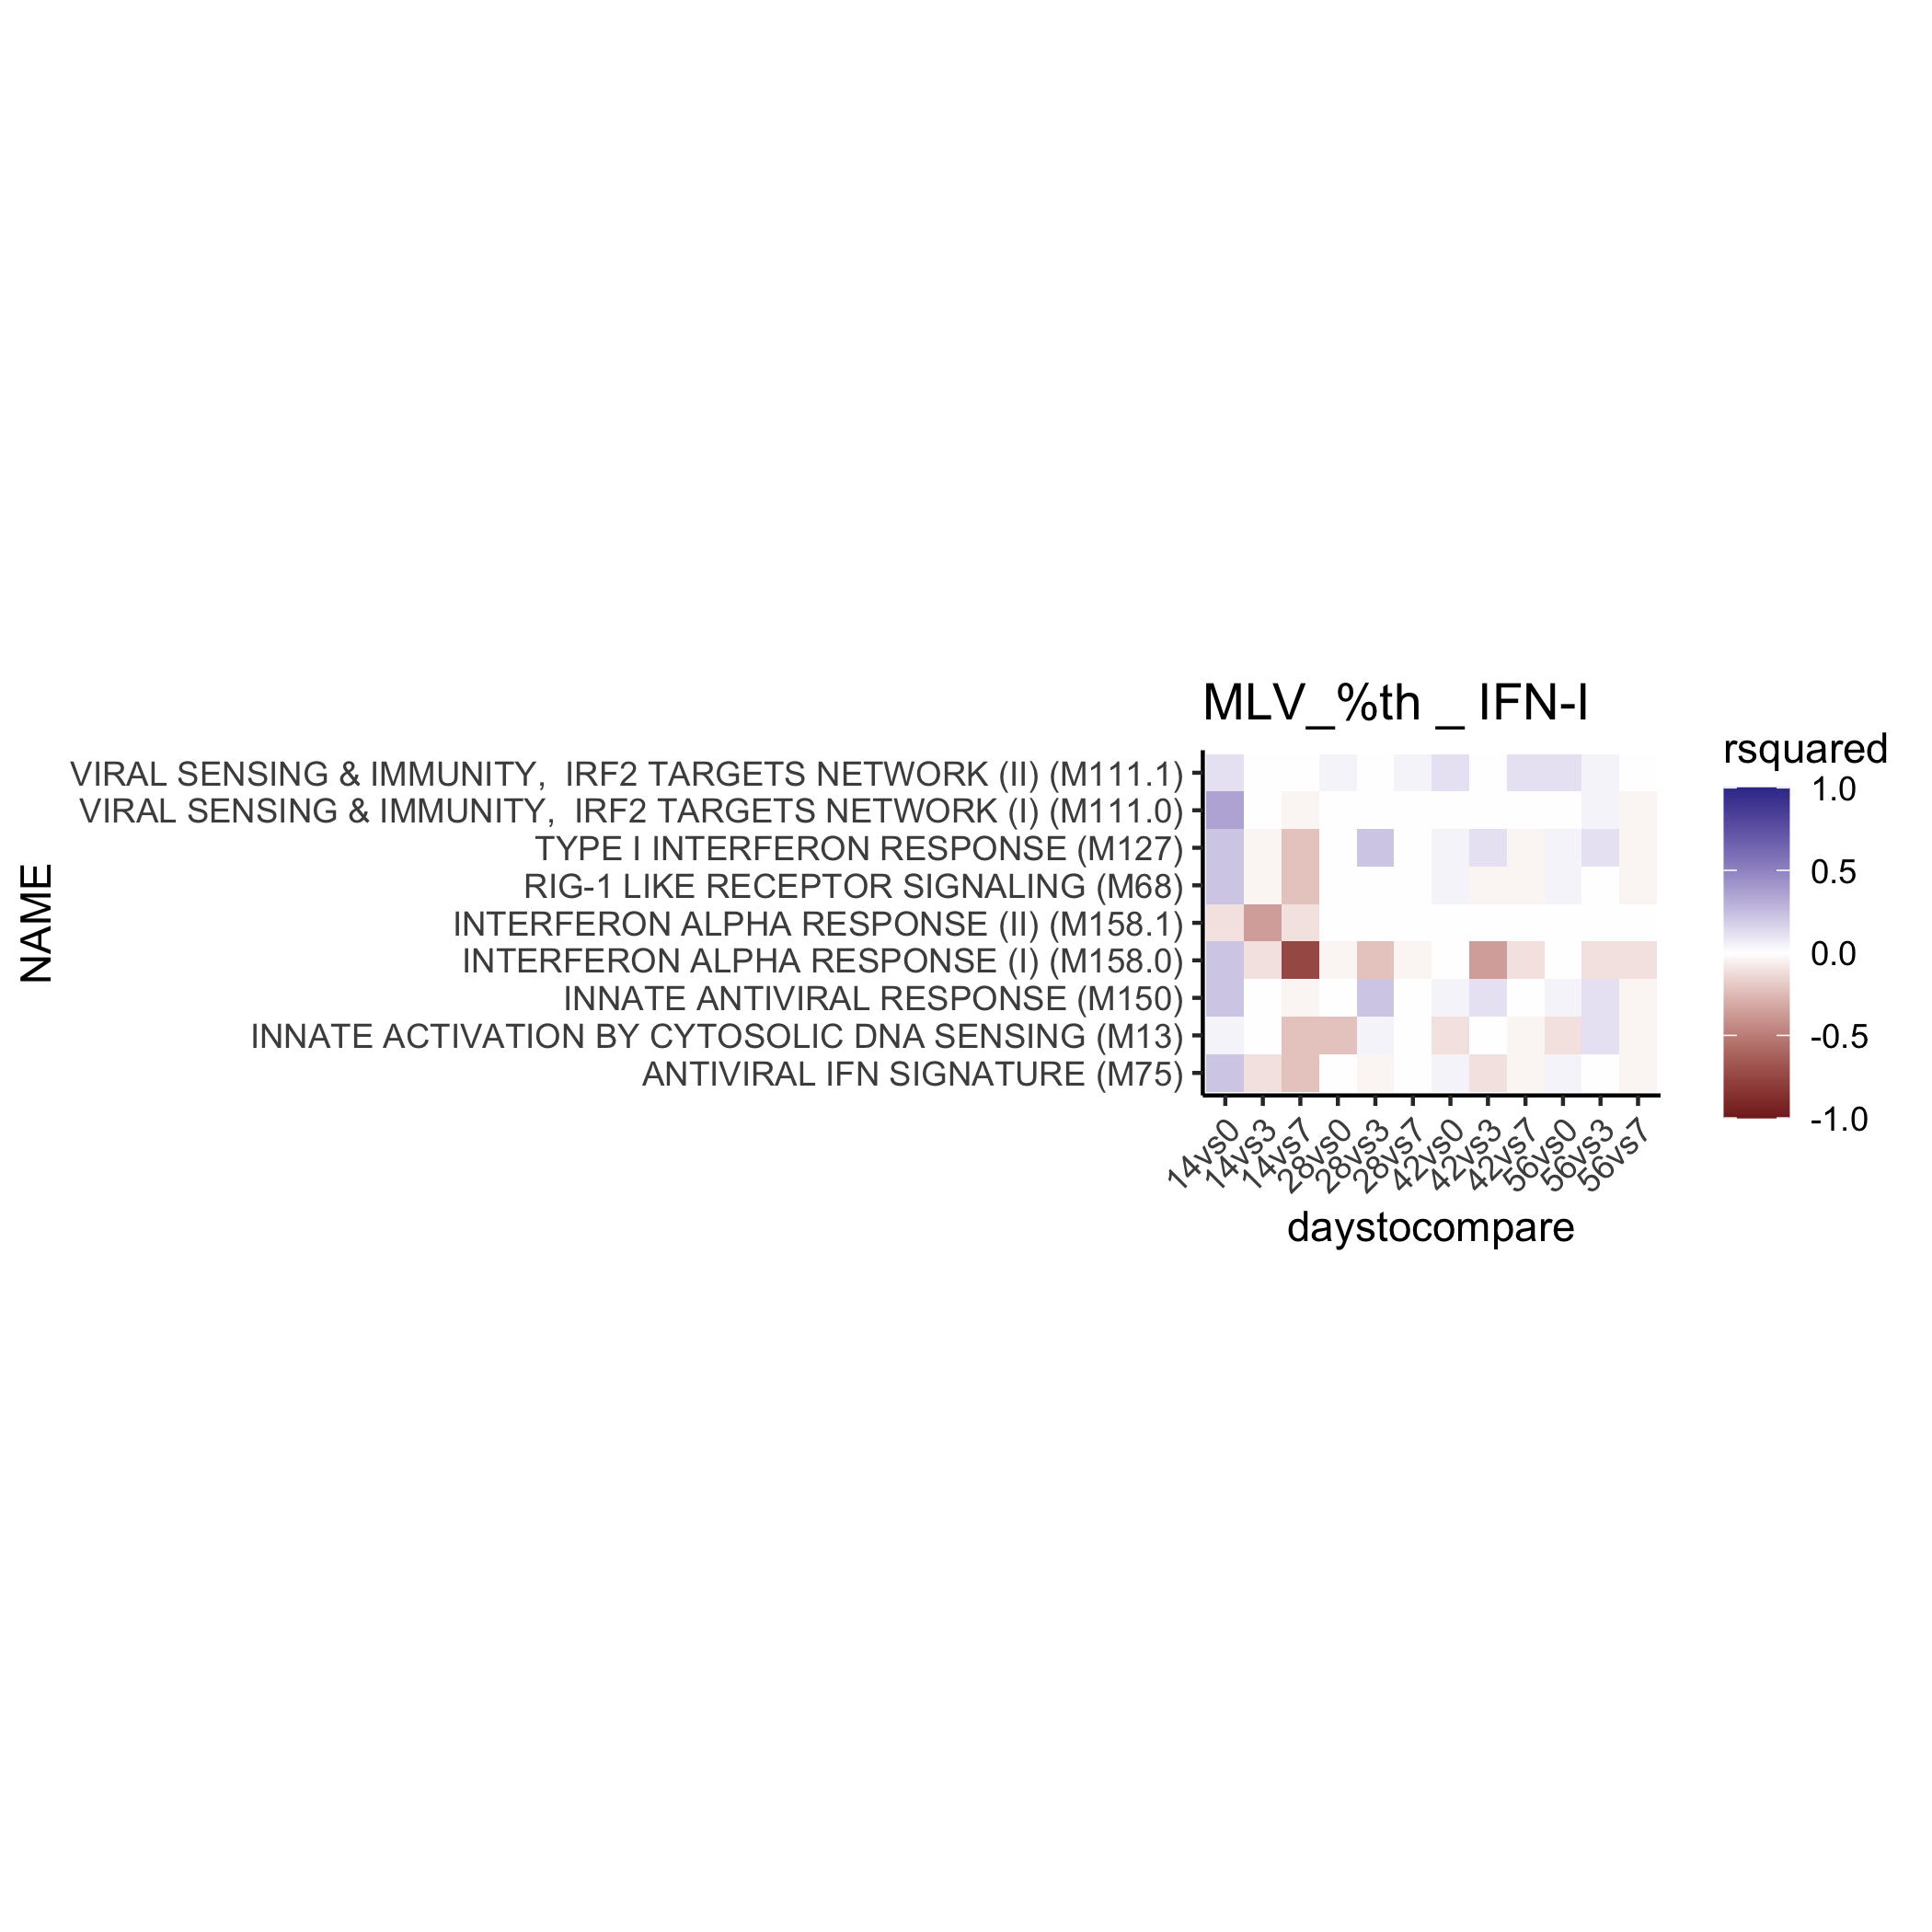 MLV_%th _ IFN-I
NAME
VIRAL SENSING & IMMUNITY,  IRF2 TARGETS NETWORK (II) (M111.1)
VIRAL SENSING & IMMUNITY,  IRF2 TARGETS NETWORK (I) (M111.0)
TYPE I INTERFERON RESPONSE (M127)
RIG-1 LIKE RECEPTOR SIGNALING (M68)
INTERFERON ALPHA RESPONSE (II) (M158.1)
INTERFERON ALPHA RESPONSE (I) (M158.0)
INNATE ANTIVIRAL RESPONSE (M150)
INNATE ACTIVATION BY CYTOSOLIC DNA SENSING (M13)
ANTIVIRAL IFN SIGNATURE (M75)
14vs0
14vs3
14vs7
28vs0
28vs3
28vs7
42vs0
42vs3
42vs7
56vs0
56vs3
56vs7
daystocompare
rsquared
1.0
0.5
0.0
-0.5
-1.0